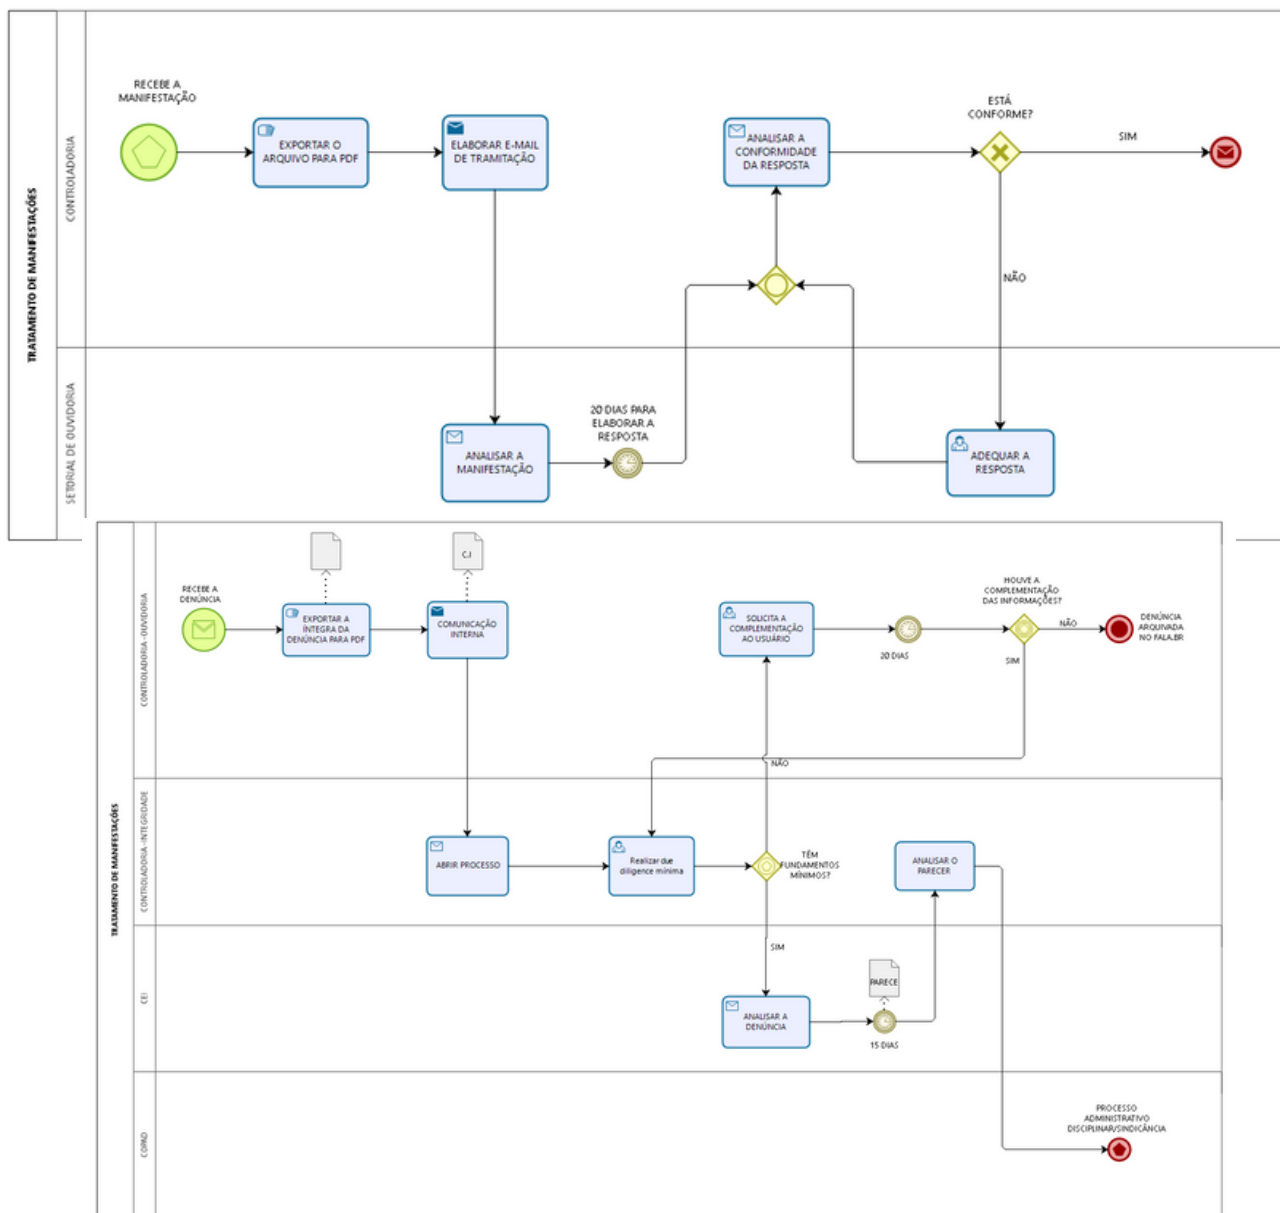 TRATAMENTO DE MANIFESTAÇÕES
CONTROLADORIA
RECEBE A
MANIFESTAÇÃO
EXPORTAR O
ARQUIVO PARA PDF
ELABORAR E-MAIL
DE TRAMITAÇÃO
ANALISAR A
CONFORMIDADE
DA RESPOSTA
ESTÁ
CONFORME?
SIM
NÃO
SETORIAL DE OUVIDORIA
ANALISAR A
MANIFESTAÇÃO
20 DIAS PARA
ELABORAR A
RESPOSTA
ADEQUAR A
RESPOSTA
TRATAMENTO DE MANIFESTAÇÕES
CONTROLADORIA -OUVIDORIA
RECEBE A
DENÚNCIA
EXPORTAR A
ÍNTEGRA DA
DENÚNCIA PARA PDF
C.I
COMUNICAÇÃO
INTERNA
SOLICITA A
COMPLEMENTAÇÃO
AO USUÁRIO
20 DIAS
HOUVE A
COMPLEMENTAÇÃO
DAS INFORMAÇÕES?
NÃO
SIM
DENÚNCIA
ARQUIVADA
NO FALA.BR
NÃO
CONTROLADORIA -INTEGRIDADE
ABRIR PROCESSO
Realizar due
diligence mínima
TÊM
FUNDAMENTOS
MÍNIMOS?
ANALISAR O
PARECER
SIM
CEI
ANALISAR A
DENÚNCIA
PARECE
15 DIAS
COPAD
PROCESSO
ADMINISTRATIVO
DISCIPLINAR/SINDICÂNCIA